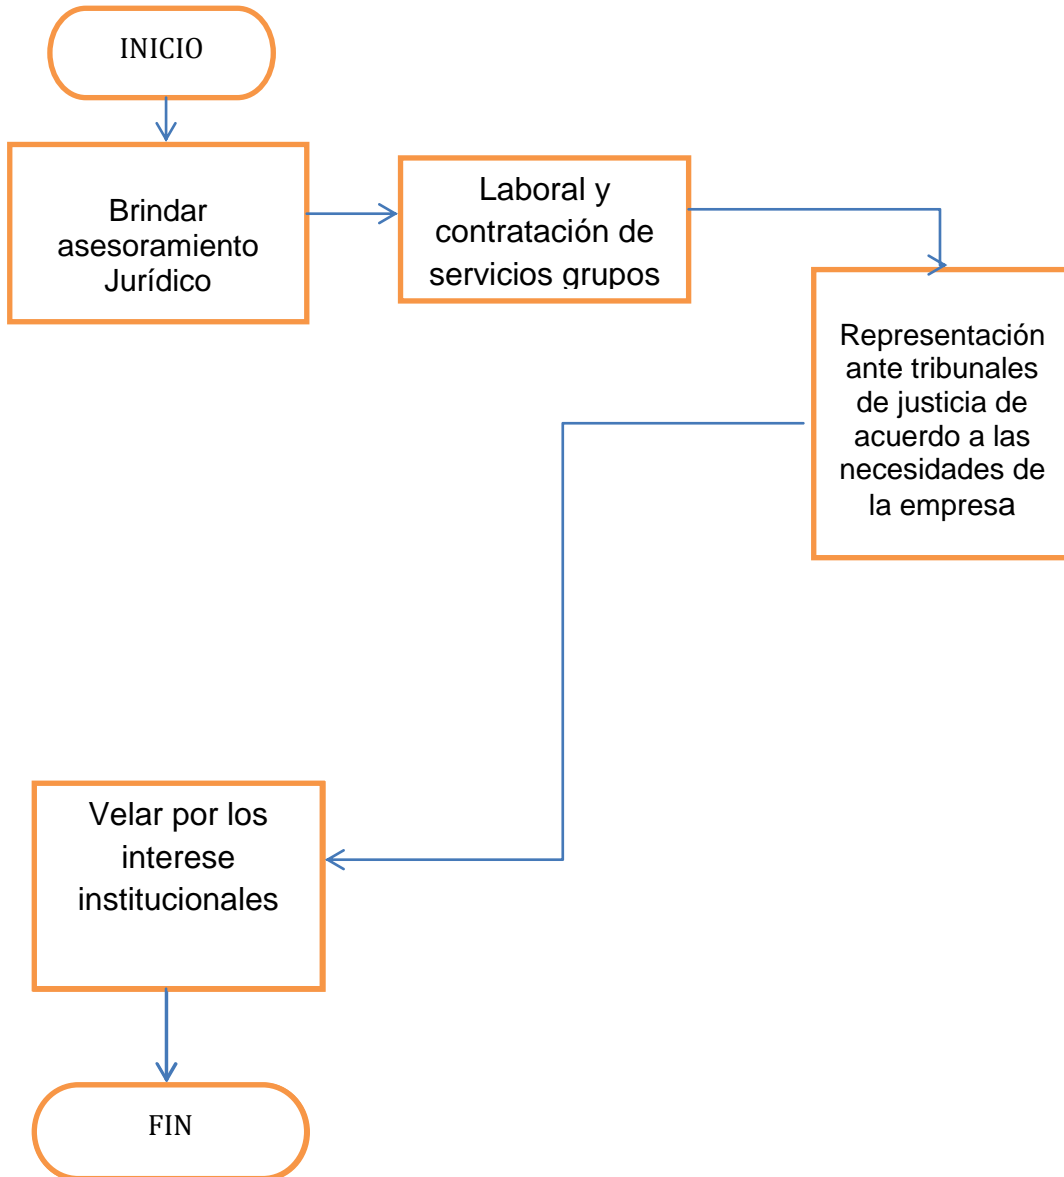 INICIO
Brindar
asesoramiento
Jurídico
Laboral y
contratación de
servicios grupos
Representación
ante tribunales
de justicia de
acuerdo a las
necesidades de
la empresa
Velar por los
interese
institucionales
FIN